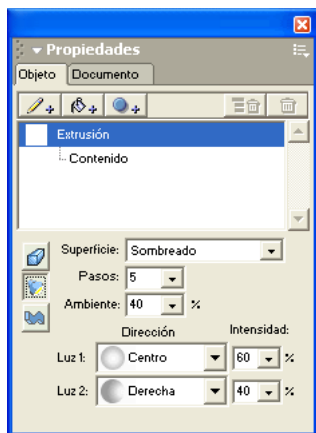 Propiedades
Objeto Documento
Extrusión
Contenido
Superficie: Sombreado
Pasos: 5
Ambiente: 40 %
Dirección Intensidad:
Luz 1: Centro 60 %
Luz 2: Derecha 40 %